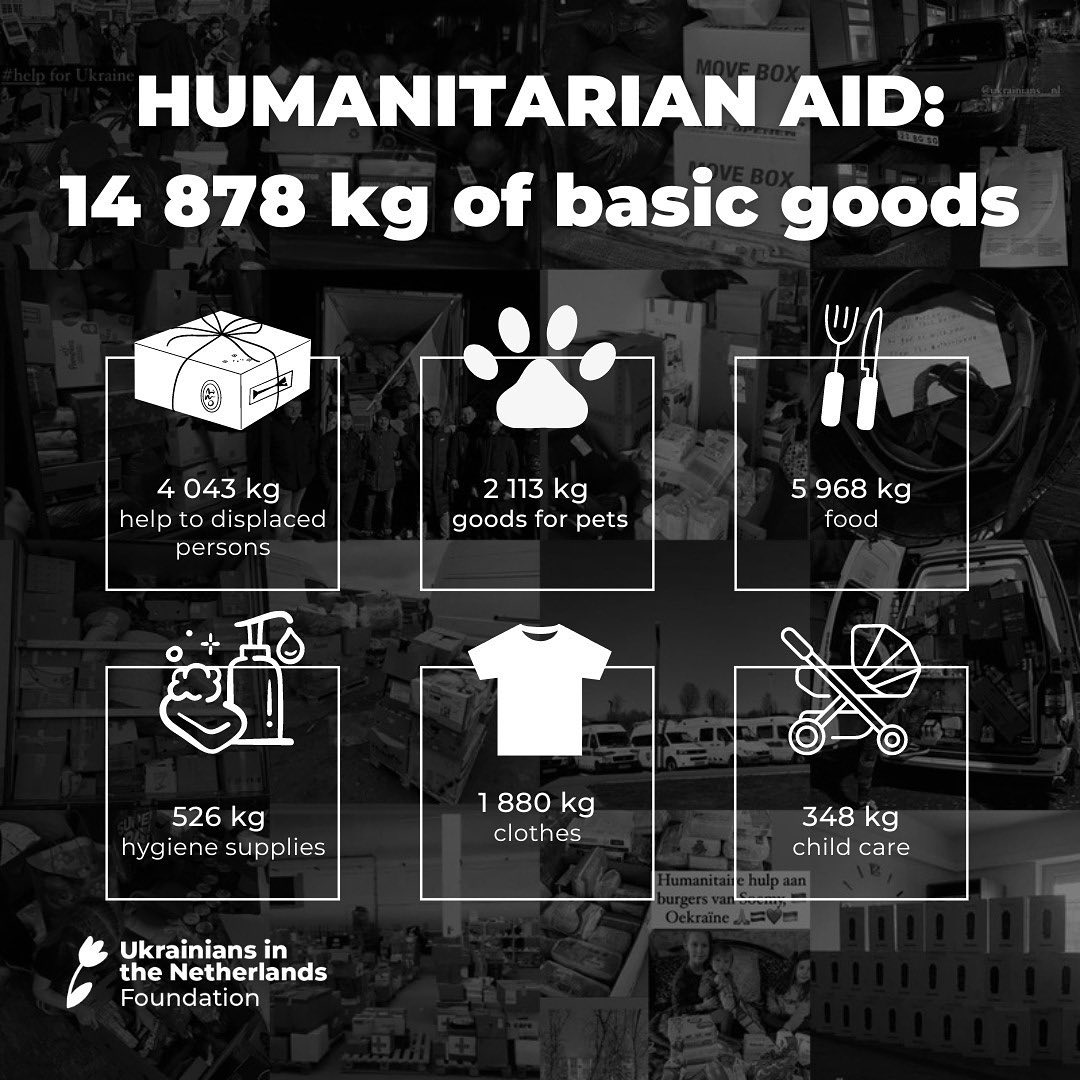 #help for Ukraine
HUMANITARIAN AID:
14 878 kg of basic goods
MOVE BOX
MOVE BOX
@ukrainians_nl
4 043 kg
help to displaced
persons
2 113 kg
goods for pets
5 968 kg
food
526 kg
hygiene supplies
1 880 kg
clothes
348 kg
child care
Humanitaire hulp aan
burgers van Soemy,
Oekraïne
Ukrainians in
the Netherlands
Foundation